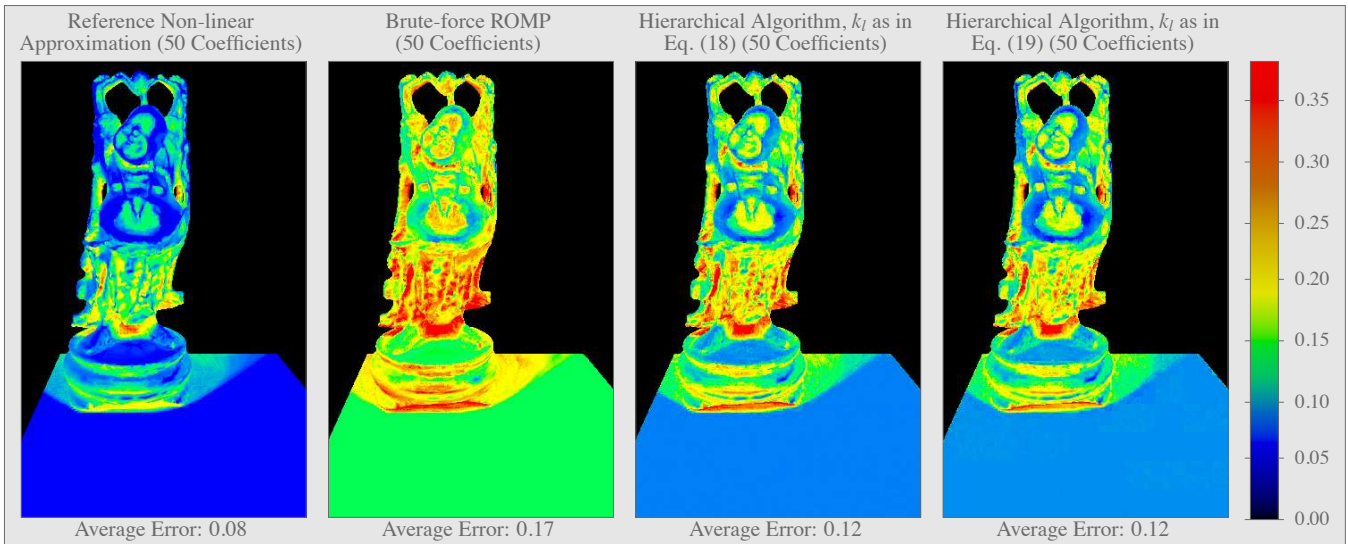 Reference Non-linear
Approximation (50 Coefficients)
Brute-force ROMP
(50 Coefficients)
Hierarchical Algorithm, kl as in
Eq. (18) (50 Coefficients)
Hierarchical Algorithm, kl as in
Eq. (19) (50 Coefficients)
0.35
0.30
0.25
0.20
0.15
0.10
0.05
0.00
Average Error: 0.08
Average Error: 0.17
Average Error: 0.12
Average Error: 0.12